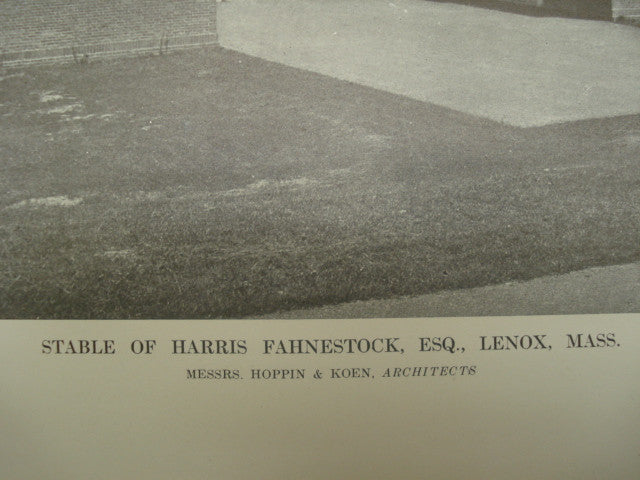 STABLE OF HARRIS FAHNESTOCK, ESQ., LENOX, MASS.
MESSRS. HOPPIN & KOEN, ARCHITECTS